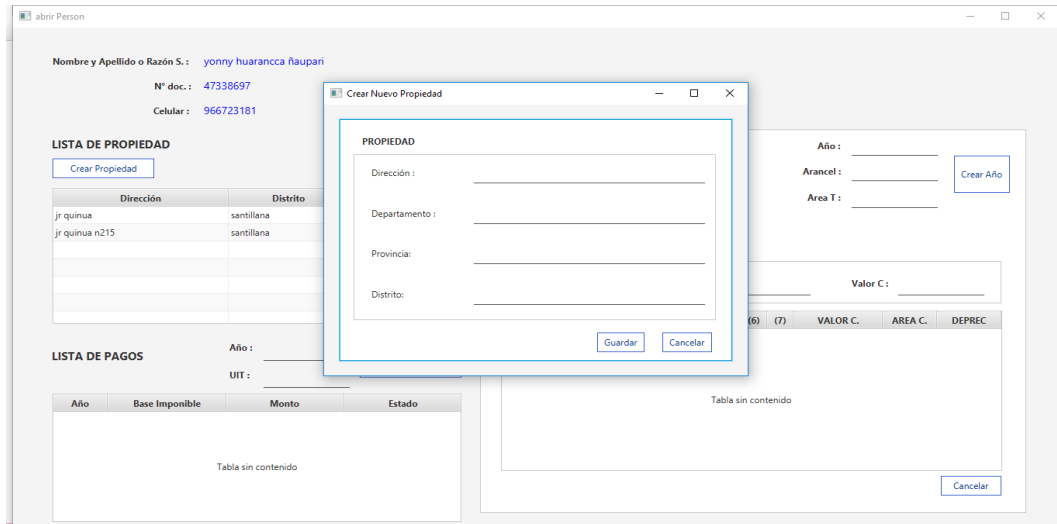 abrir Person
Nombre y Apellido o Razón S. : yonny huarancca ñaupari
N° doc. : 47338697
Celular : 966723181
LISTA DE PROPIEDAD
Crear Propiedad
Dirección Distrito
jr quinua santillana
jr quinua n215 santillana
LISTA DE PAGOS
Año :
UIT :
Año Base Imponible Monto Estado
Tabla sin contenido
Crear Nuevo Propiedad
PROPIEDAD
Dirección :
Departamento :
Provincia:
Distrito:
Guardar Cancelar
Año :
Arancel :
Area T :
Crear Año
Valor C :
(6) (7) VALOR C. AREA C. DEPREC
Tabla sin contenido
Cancelar